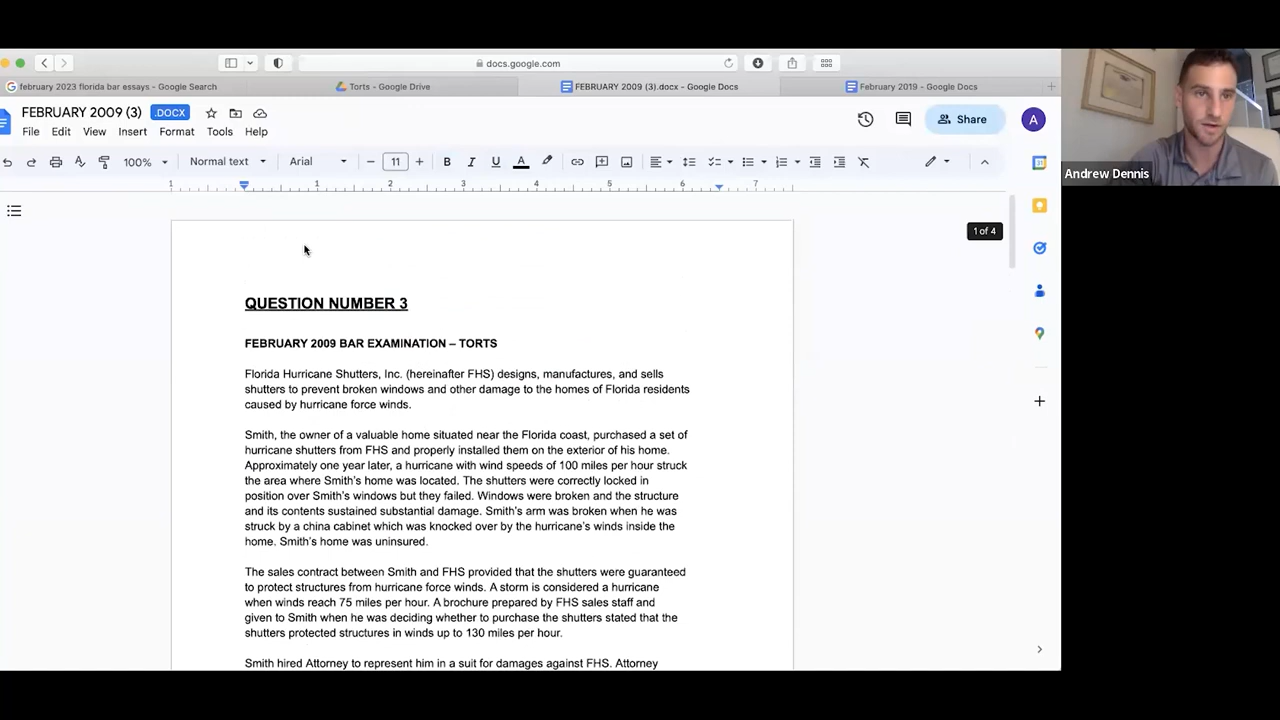 docs.google.com
february 2023 florida bar essays - Google Search
Torts - Google Drive
FEBRUARY 2009 (3).docx - Google Docs
February 2019 - Google Docs
FEBRUARY 2009 (3) .DOCX
Share
A
File Edit View Insert Format Tools Help
100% Normal text Arial 11
B I U A
1 1 2 3 4 5 6 7
1 of 4
Andrew Dennis
QUESTION NUMBER 3
FEBRUARY 2009 BAR EXAMINATION – TORTS
Florida Hurricane Shutters, Inc. (hereinafter FHS) designs, manufactures, and sells
shutters to prevent broken windows and other damage to the homes of Florida residents
caused by hurricane force winds.
Smith, the owner of a valuable home situated near the Florida coast, purchased a set of
hurricane shutters from FHS and properly installed them on the exterior of his home.
Approximately one year later, a hurricane with wind speeds of 100 miles per hour struck
the area where Smith's home was located. The shutters were correctly locked in
position over Smith's windows but they failed. Windows were broken and the structure
and its contents sustained substantial damage. Smith's arm was broken when he was
struck by a china cabinet which was knocked over by the hurricane's winds inside the
home. Smith's home was uninsured.
The sales contract between Smith and FHS provided that the shutters were guaranteed
to protect structures from hurricane force winds. A storm is considered a hurricane
when winds reach 75 miles per hour. A brochure prepared by FHS sales staff and
given to Smith when he was deciding whether to purchase the shutters stated that the
shutters protected structures in winds up to 130 miles per hour.
Smith hired Attorney to represent him in a suit for damages against FHS. Attorney